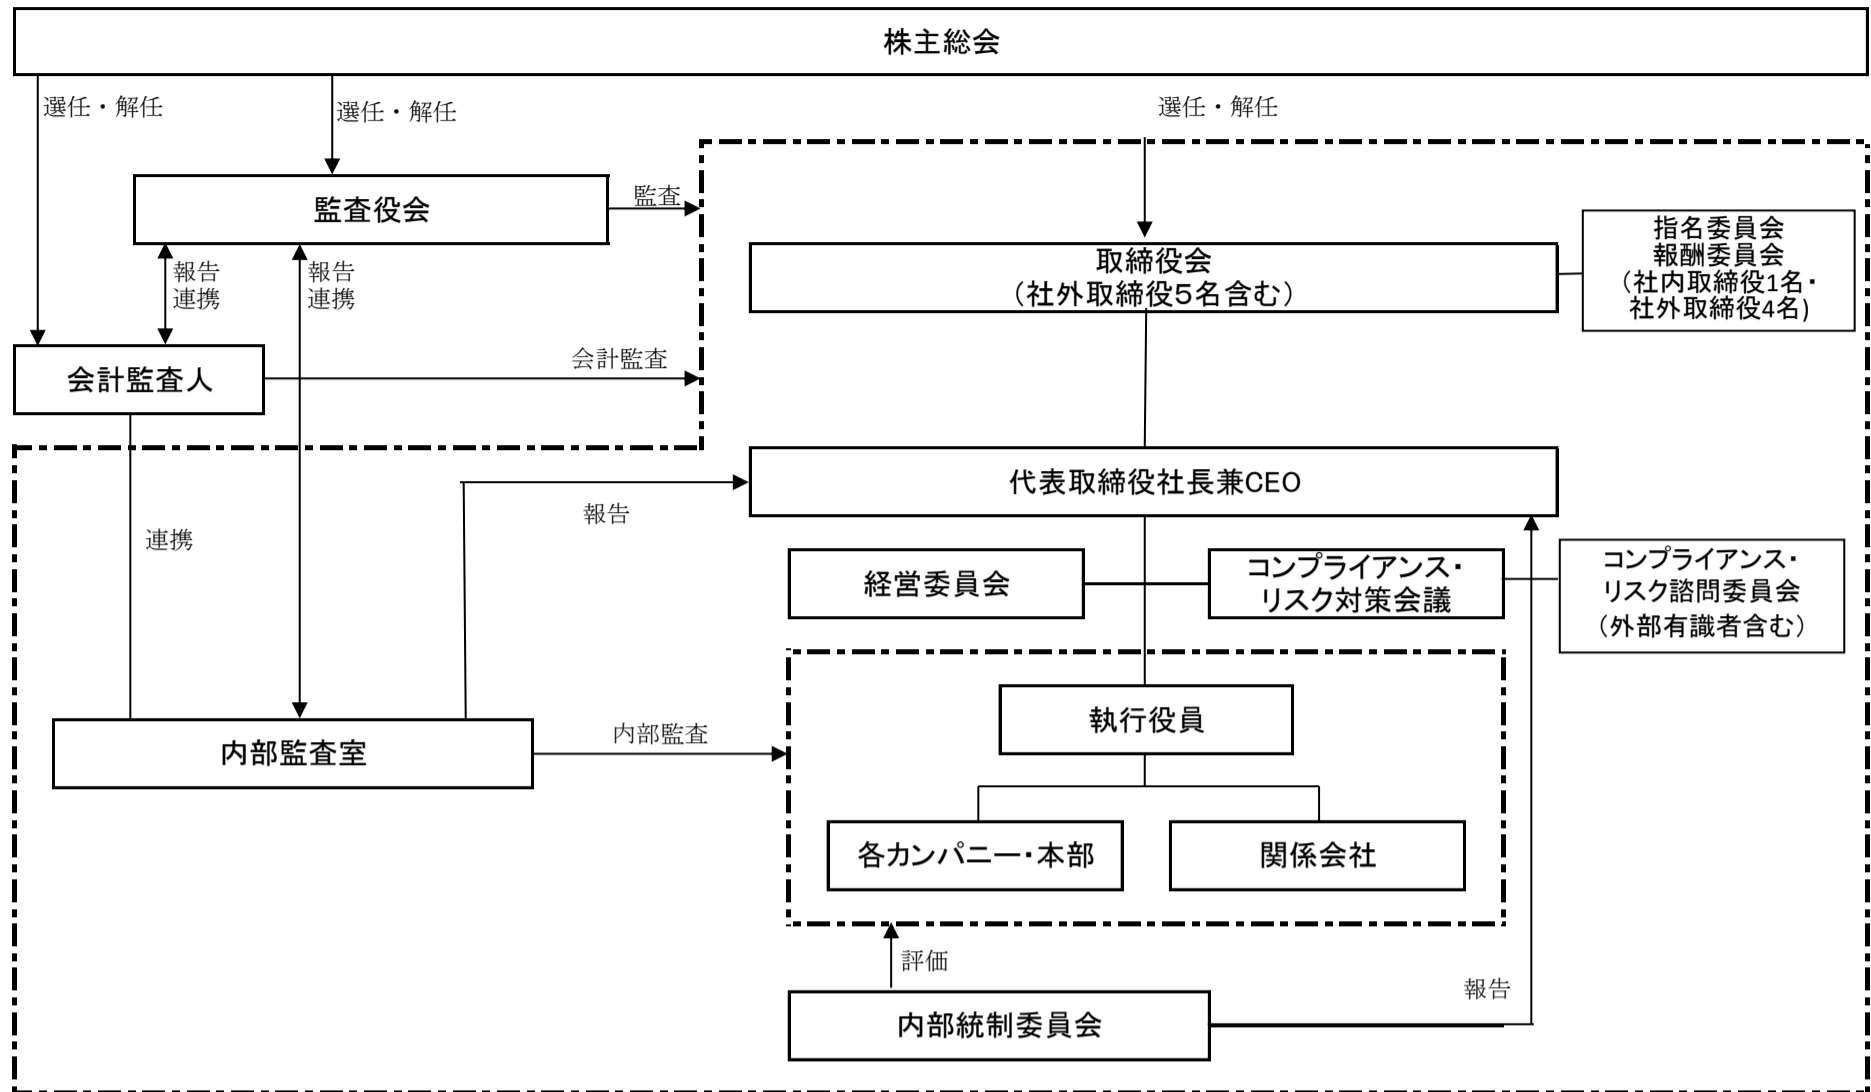 株主総会
選任・解任
選任・解任
選任・解任
監査役会
監査
取締役会
（社外取締役５名含む）
指名委員会
報酬委員会
（社内取締役1名・
社外取締役4名)
報告
連携
報告
連携
会計監査人
会計監査
代表取締役社長兼CEO
報告
連携
経営委員会
コンプライアンス・
リスク対策会議
コンプライアンス・
リスク諮問委員会
（外部有識者含む）
執行役員
内部監査室
内部監査
各カンパニー・本部
関係会社
評価
報告
内部統制委員会